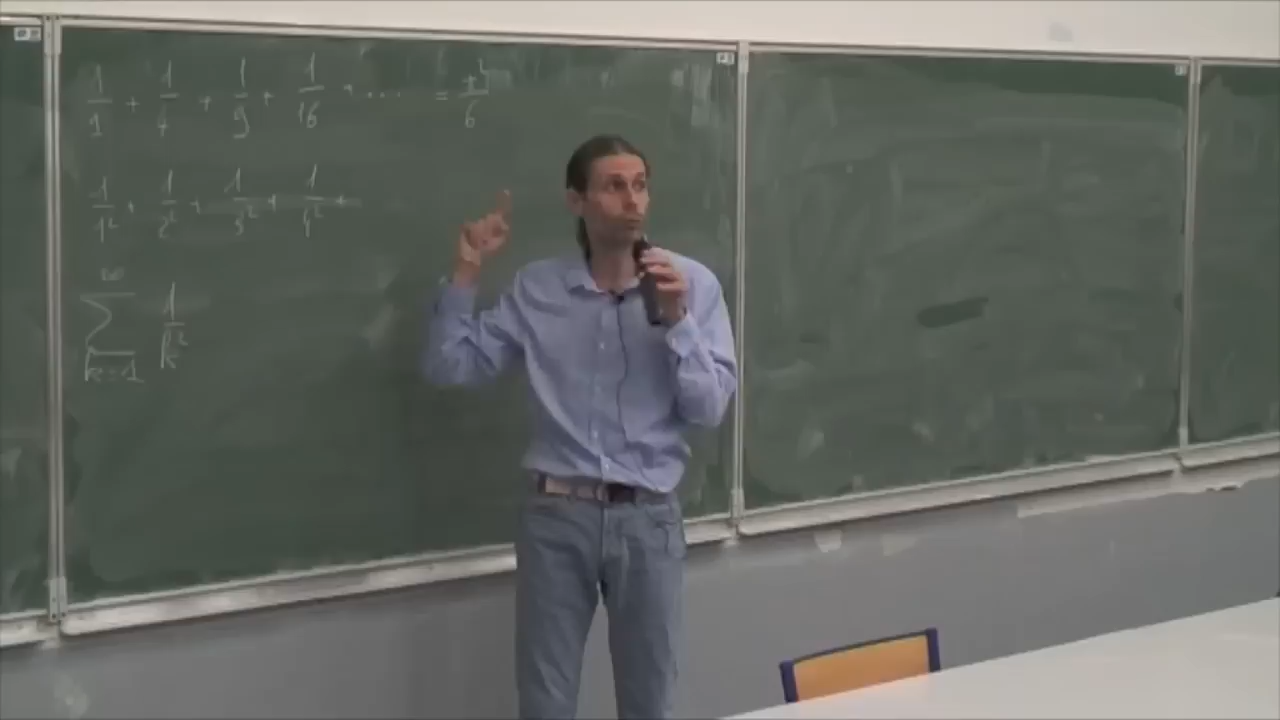 1/1 + 1/4 + 1/9 + 1/16 + .... = π²/6
1/1² + 1/2² + 1/3² + 1/4² +
∞
∑ 1/k²
k=1